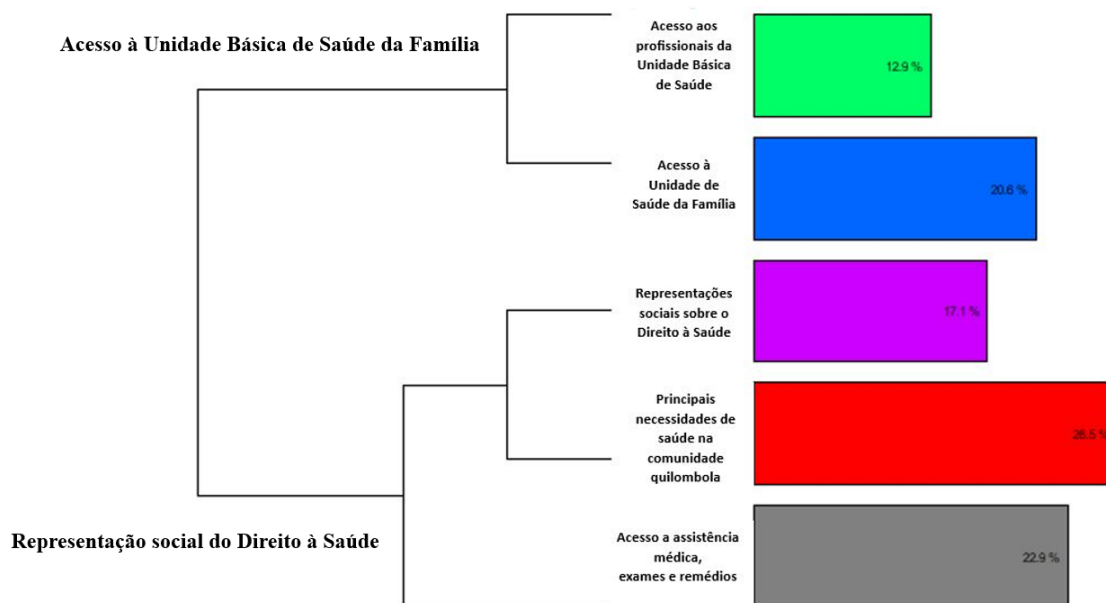 Acesso à Unidade Básica de Saúde da Família
Acesso aos
profissionais da
Unidade Básica
de Saúde
12.9 %
Acesso à
Unidade de
Saúde da Família
20.6 %
Representações
sociais sobre o
Direito à Saúde
17.1 %
Principais
necessidades de
saúde na
comunidade
quilombola
26.5 %
Representação social do Direito à Saúde
Acesso a assistência
médica,
exames e remédios
22.9 %